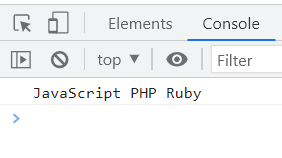 Elements Console
top Filter
JavaScript PHP Ruby
>